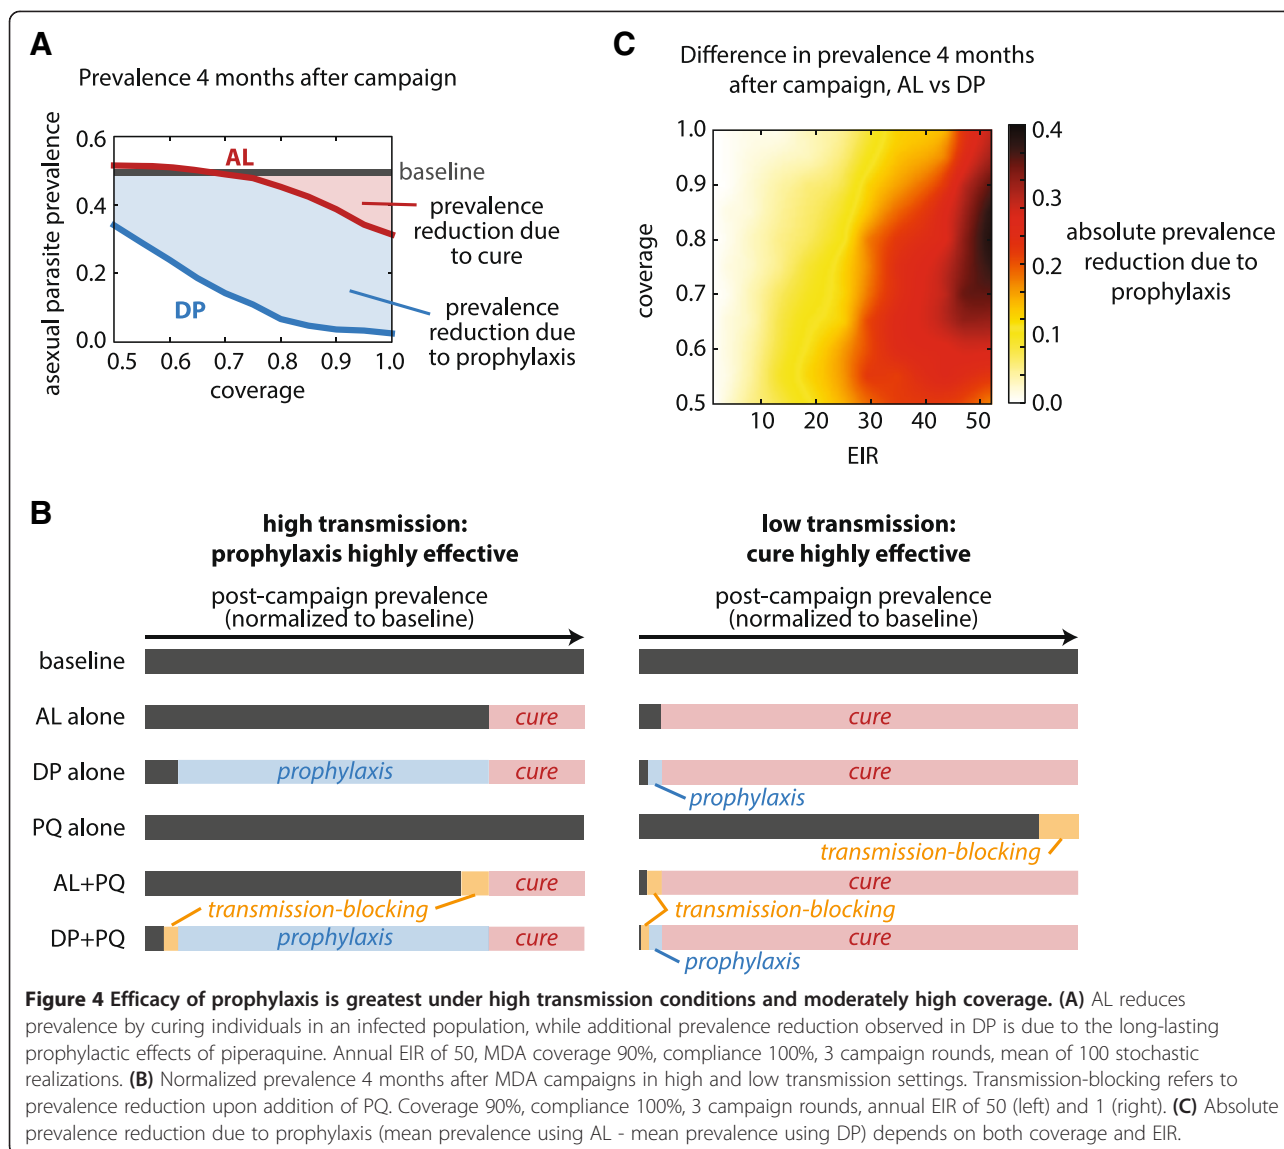 A
Prevalence 4 months after campaign
asexual parasite prevalence
0.6
0.4
0.2
0.0
AL
baseline
prevalence
reduction due
to cure
DP
prevalence
reduction due
to prophylaxis
0.5 0.6 0.7 0.8 0.9 1.0
coverage
C
Difference in prevalence 4 months
after campaign, AL vs DP
coverage
1.0
0.9
0.8
0.7
0.6
0.5
10 20 30 40 50
EIR
0.4
0.3
0.2
0.1
0.0
absolute prevalence
reduction due to
prophylaxis
B
high transmission:
prophylaxis highly effective
low transmission:
cure highly effective
post-campaign prevalence
(normalized to baseline)
post-campaign prevalence
(normalized to baseline)
baseline
AL alone
cure
cure
DP alone
prophylaxis
cure
cure
prophylaxis
PQ alone
transmission-blocking
AL+PQ
cure
cure
transmission-blocking
transmission-blocking
DP+PQ
prophylaxis
cure
cure
prophylaxis
Figure 4 Efficacy of prophylaxis is greatest under high transmission conditions and moderately high coverage. (A) AL reduces
prevalence by curing individuals in an infected population, while additional prevalence reduction observed in DP is due to the long-lasting
prophylactic effects of piperaquine. Annual EIR of 50, MDA coverage 90%, compliance 100%, 3 campaign rounds, mean of 100 stochastic
realizations. (B) Normalized prevalence 4 months after MDA campaigns in high and low transmission settings. Transmission-blocking refers to
prevalence reduction upon addition of PQ. Coverage 90%, compliance 100%, 3 campaign rounds, annual EIR of 50 (left) and 1 (right). (C) Absolute
prevalence reduction due to prophylaxis (mean prevalence using AL - mean prevalence using DP) depends on both coverage and EIR.